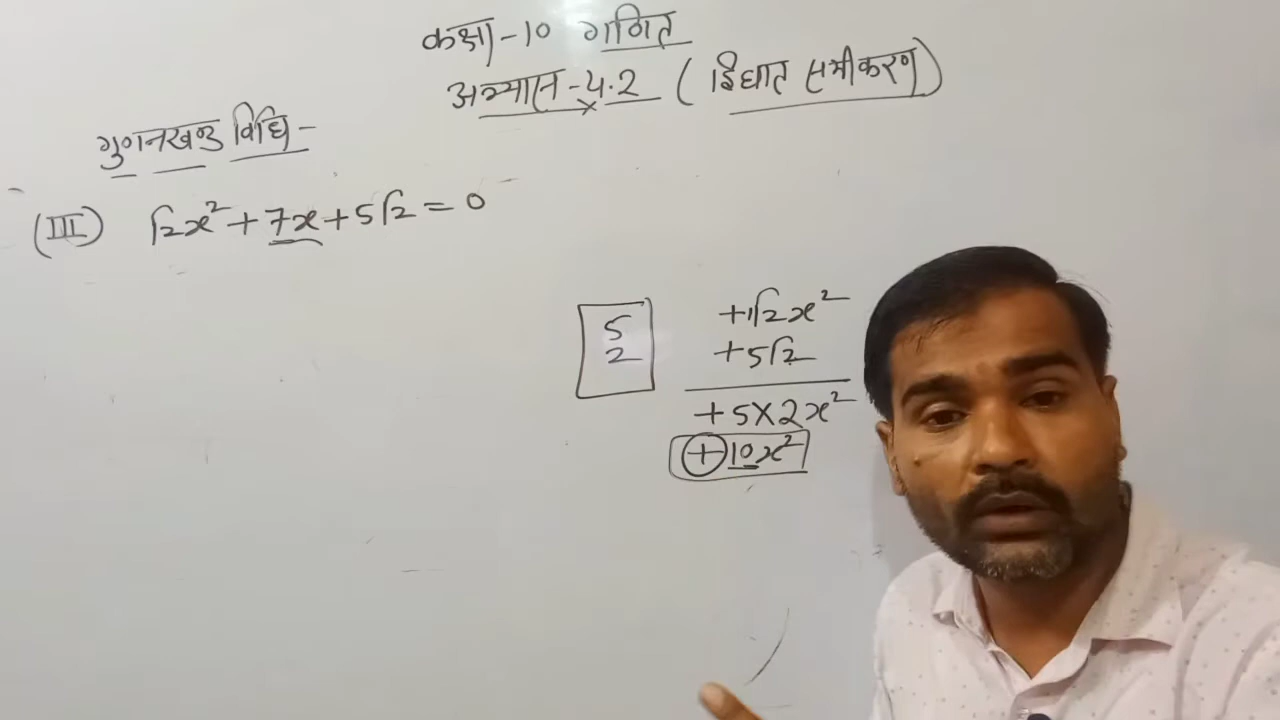 कक्षा-10 गणित
अभ्यास-4.2 (द्विघात समीकरण)
गुणनखण्ड विधि-
(III) √2x² + 7x + 5√2 = 0
5
2
+1√2x²
+5√2
+5×2x²
+10x²